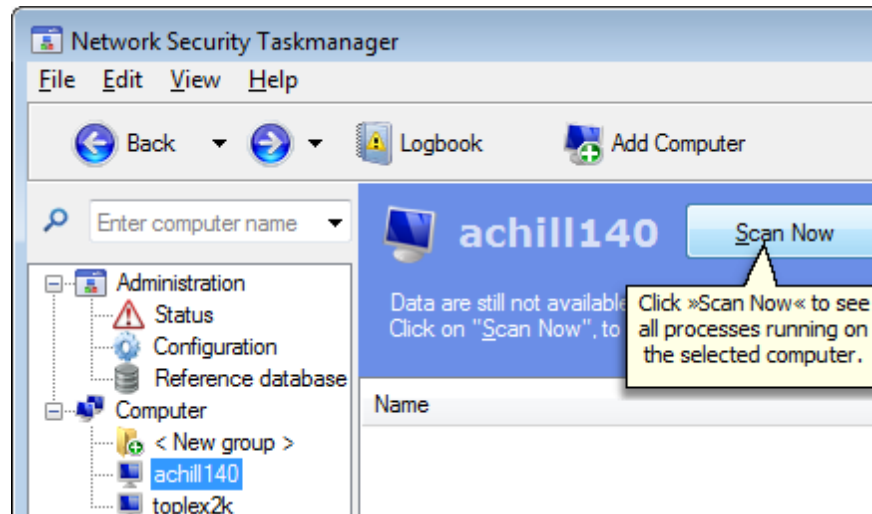 Network Security Taskmanager
File Edit View Help
Back Logbook Add Computer
Enter computer name
achill140
Scan Now
Administration
Status
Configuration
Reference database
Computer
< New group >
achill140
toplex2k
Data are still not available
Click on "Scan Now", to
Click »Scan Now« to see
all processes running on
the selected computer.
Name